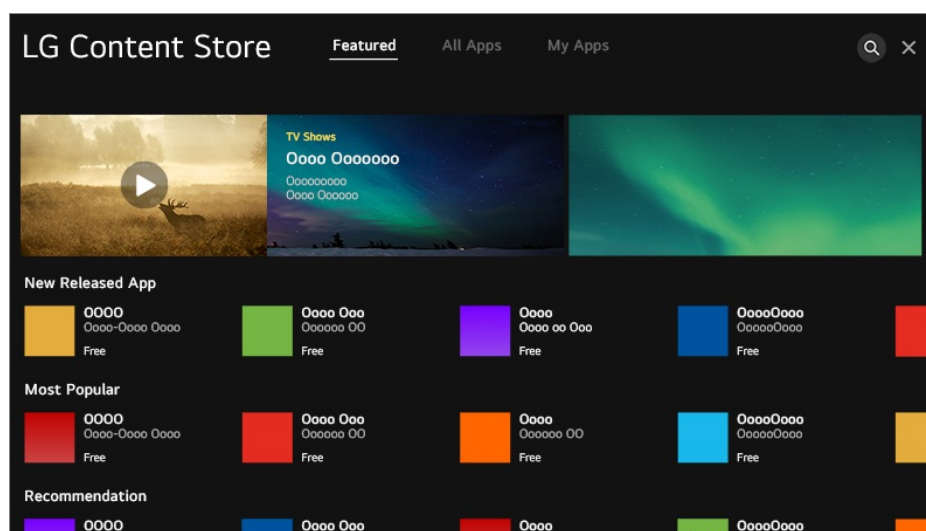 LG Content Store
Featured
All Apps
My Apps
TV Shows
Oooo Ooooooo
Ooooooooo
Oooo Oooooo
New Released App
OOOO
Oooo-Oooo Oooo
Free
Oooo Ooo
Oooooo OO
Free
Oooo
Oooo oo Ooo
Free
OoooOooo
OooooOooo
Free
Most Popular
OOOO
Oooo-Oooo Oooo
Free
Oooo Ooo
Oooooo OO
Free
Oooo
Oooooo OO
Free
OoooOooo
OooooOooo
Free
Recommendation
OOOO
Oooo Ooo
Oooo
OoooOooo